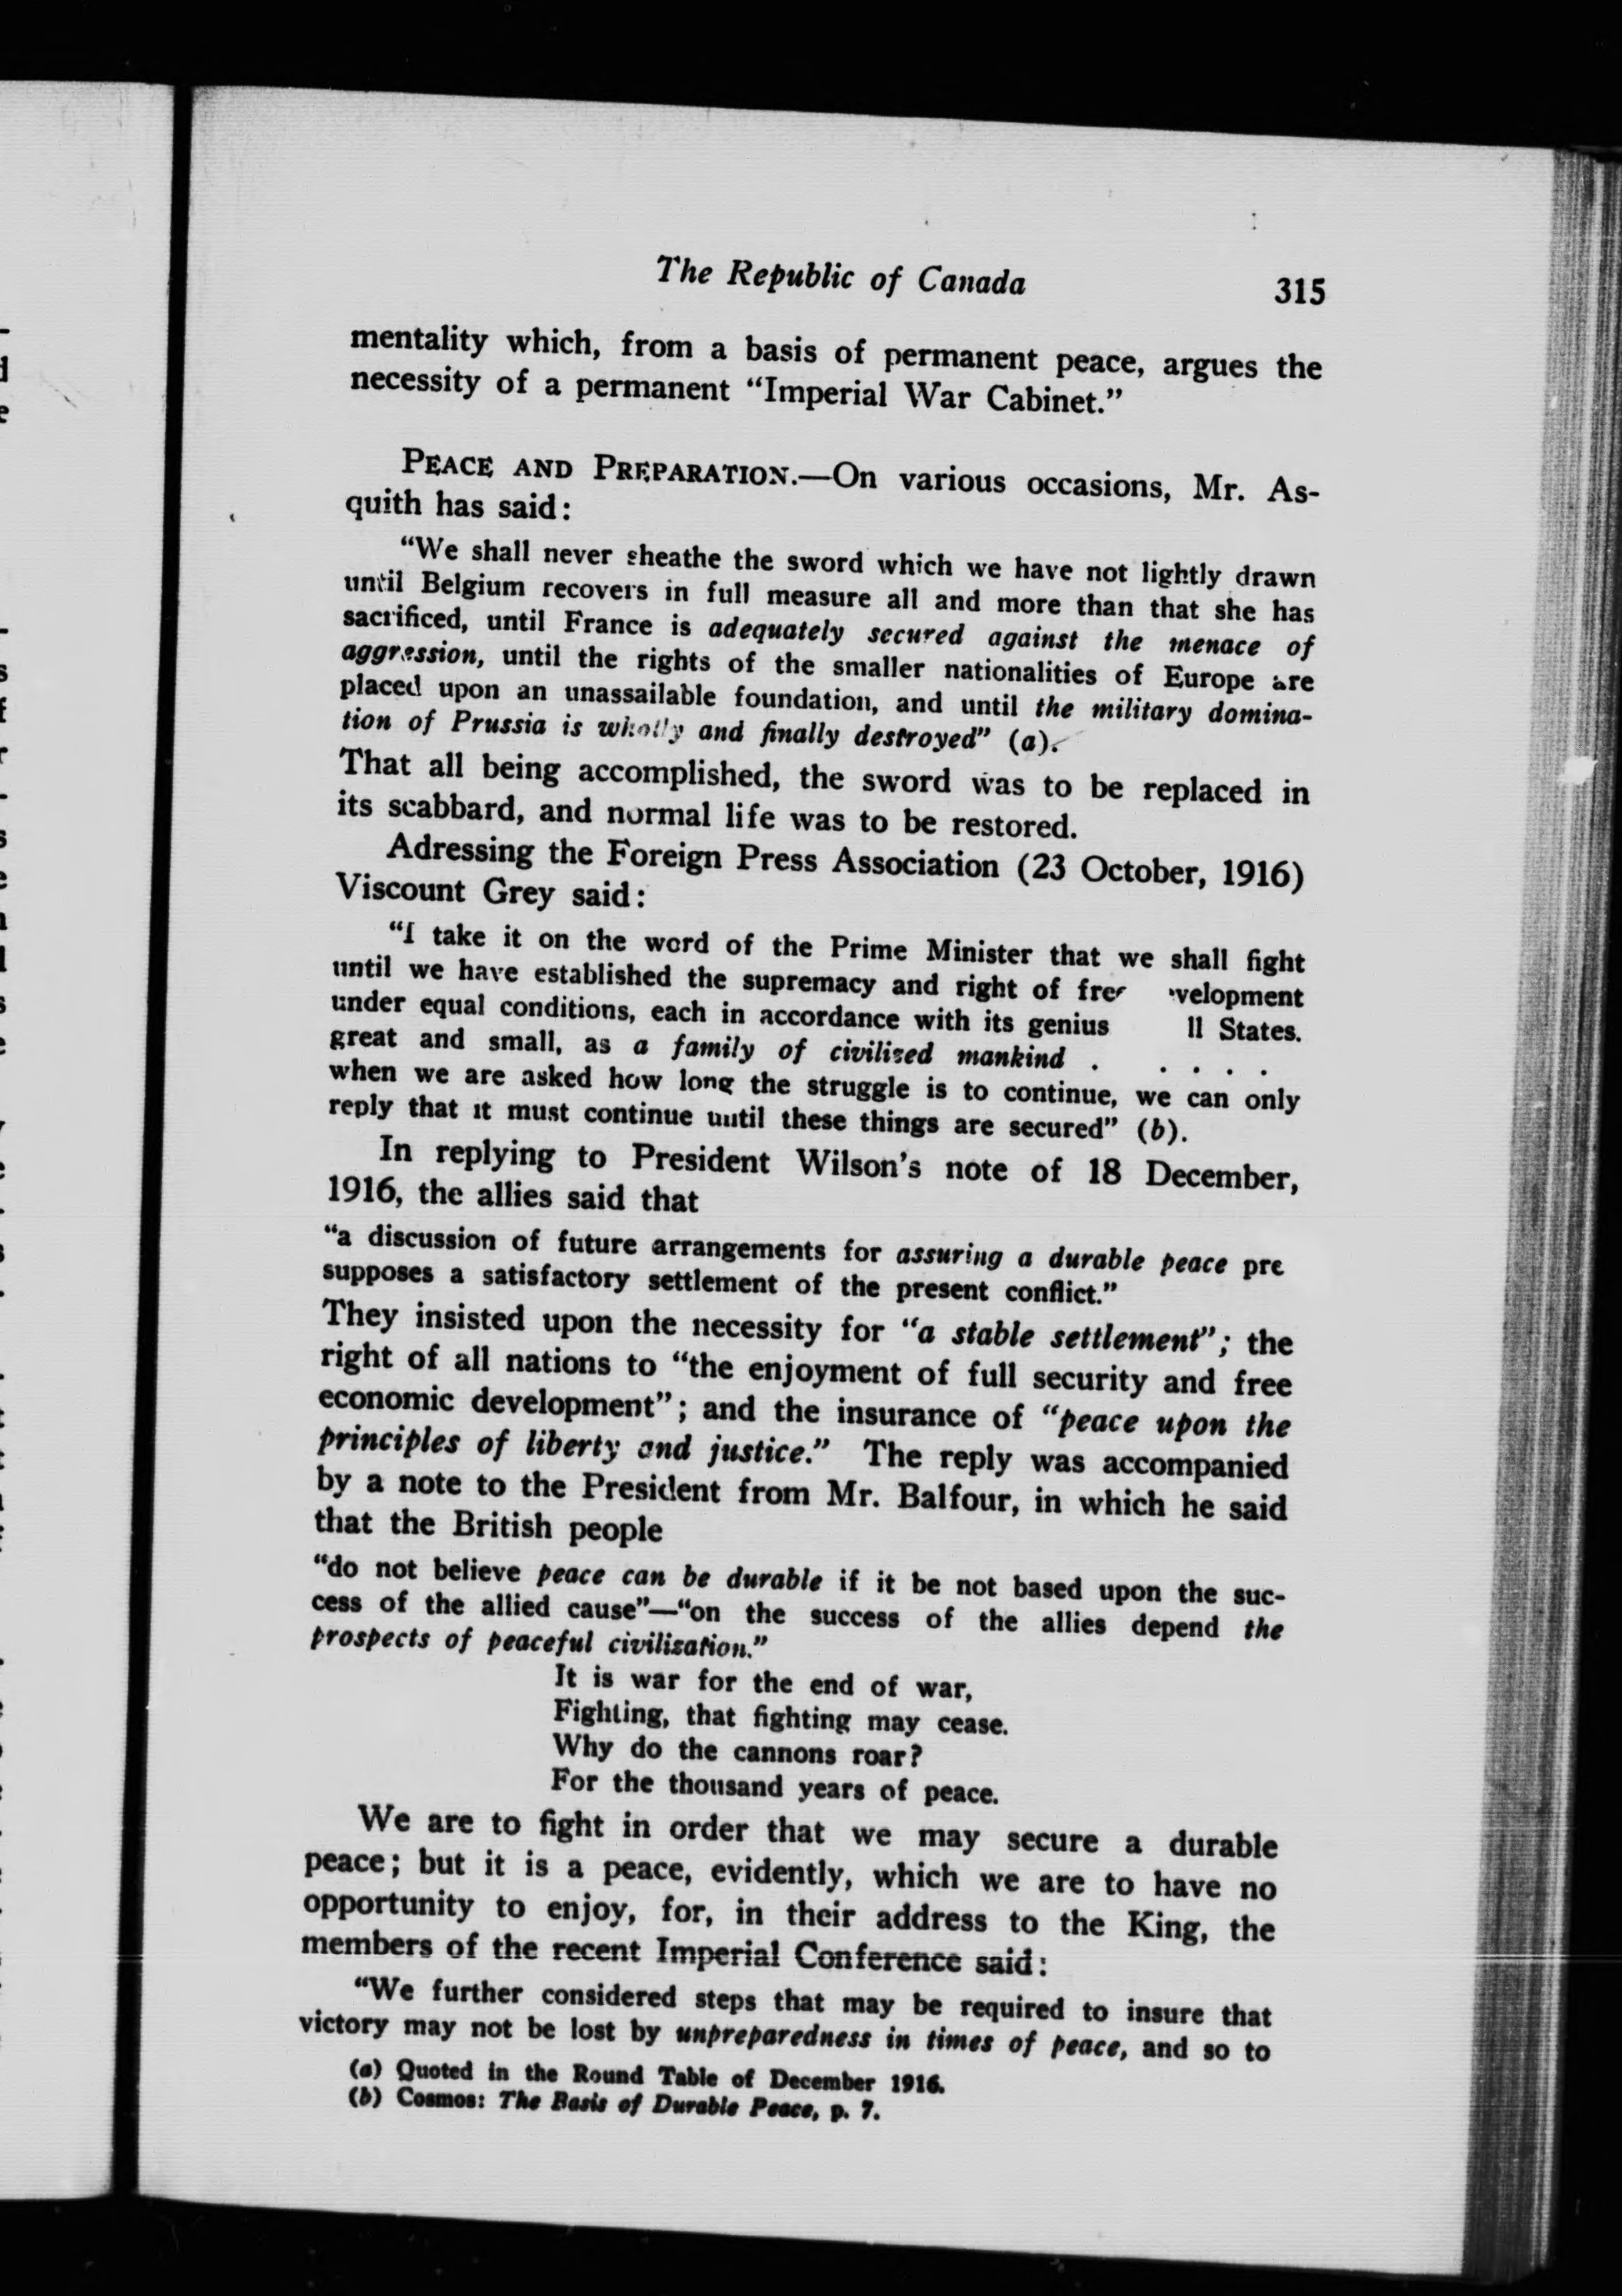 The Republic of Canada 315
mentality which, from a basis of permanent peace, argues the
necessity of a permanent “Imperial War Cabinet.”
PEACE AND PREPARATION.—On various occasions, Mr. As-
quith has said:
“We shall never sheathe the sword which we have not lightly drawn
until Belgium recovers in full measure all and more than that she has
sacrificed, until France is adequately secured against the menace of
aggression, until the rights of the smaller nationalities of Europe are
placed upon an unassailable foundation, and until the military domina-
tion of Prussia is wholly and finally destroyed” (a).
That all being accomplished, the sword was to be replaced in
its scabbard, and normal life was to be restored.
Adressing the Foreign Press Association (23 October, 1916)
Viscount Grey said:
“I take it on the word of the Prime Minister that we shall fight
until we have established the supremacy and right of free velopment
under equal conditions, each in accordance with its genius ll States.
great and small, as a family of civilized mankind . . . . .
when we are asked how long the struggle is to continue, we can only
reply that it must continue until these things are secured” (b).
In replying to President Wilson’s note of 18 December,
1916, the allies said that
“a discussion of future arrangements for assuring a durable peace pre
supposes a satisfactory settlement of the present conflict.”
They insisted upon the necessity for “a stable settlement”; the
right of all nations to “the enjoyment of full security and free
economic development”; and the insurance of “peace upon the
principles of liberty and justice.” The reply was accompanied
by a note to the President from Mr. Balfour, in which he said
that the British people
“do not believe peace can be durable if it be not based upon the suc-
cess of the allied cause”—“on the success of the allies depend the
prospects of peaceful civilization.”
It is war for the end of war,
Fighting, that fighting may cease.
Why do the cannons roar?
For the thousand years of peace.
We are to fight in order that we may secure a durable
peace; but it is a peace, evidently, which we are to have no
opportunity to enjoy, for, in their address to the King, the
members of the recent Imperial Conference said:
“We further considered steps that may be required to insure that
victory may not be lost by unpreparedness in times of peace, and so to
(a) Quoted in the Round Table of December 1916.
(b) Cosmos: The Basis of Durable Peace, p. 7.